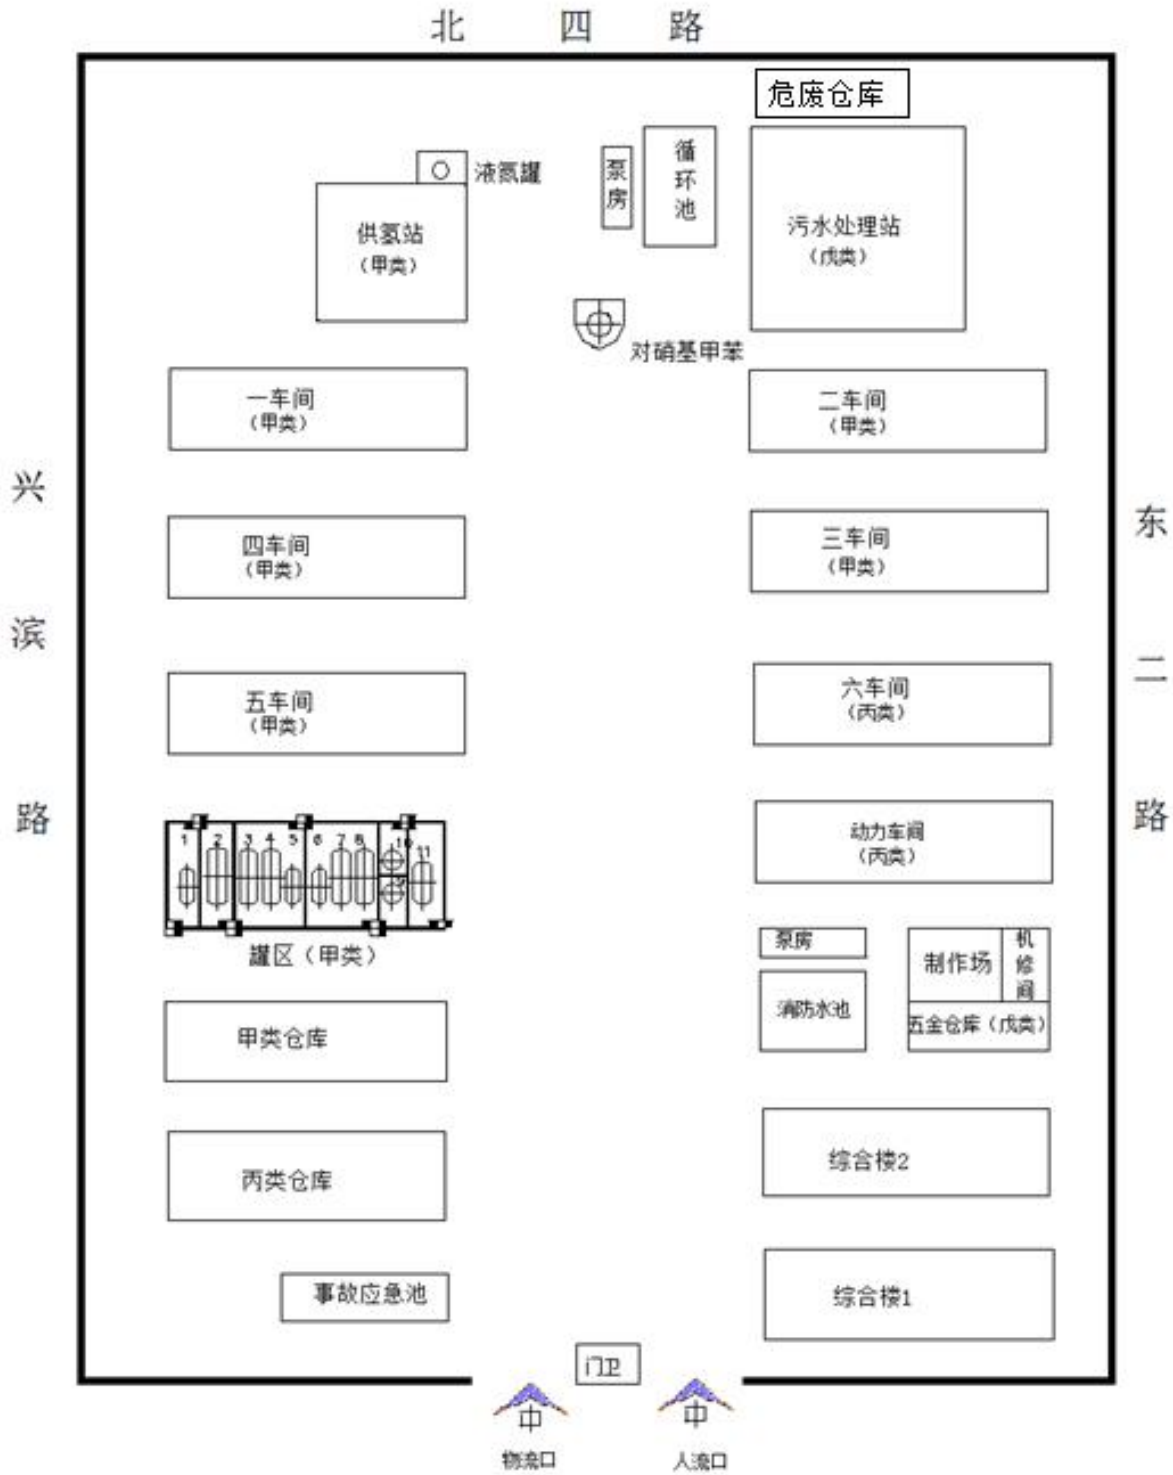 北 四 路
危废仓库
液氮罐
泵房
循环池
供氢站
（甲类）
污水处理站
（戊类）
对硝基甲苯
一车间
（甲类）
二车间
（甲类）
兴滨路
东二路
四车间
（甲类）
三车间
（甲类）
五车间
（甲类）
六车间
（丙类）
1 2 3 4 5 6 7 8 10 11
9
罐区（甲类）
动力车间
（丙类）
泵房
消防水池
制作场
机修间
五金仓库（戊类）
甲类仓库
丙类仓库
综合楼2
事故应急池
综合楼1
门卫
中
中
物流口
人流口